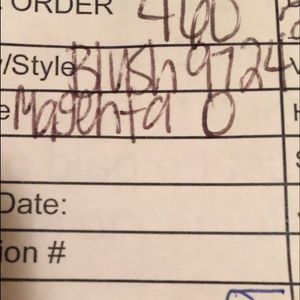 ORDER 460
/Style Blush 9724
e Magenta 0
Date:
ion #